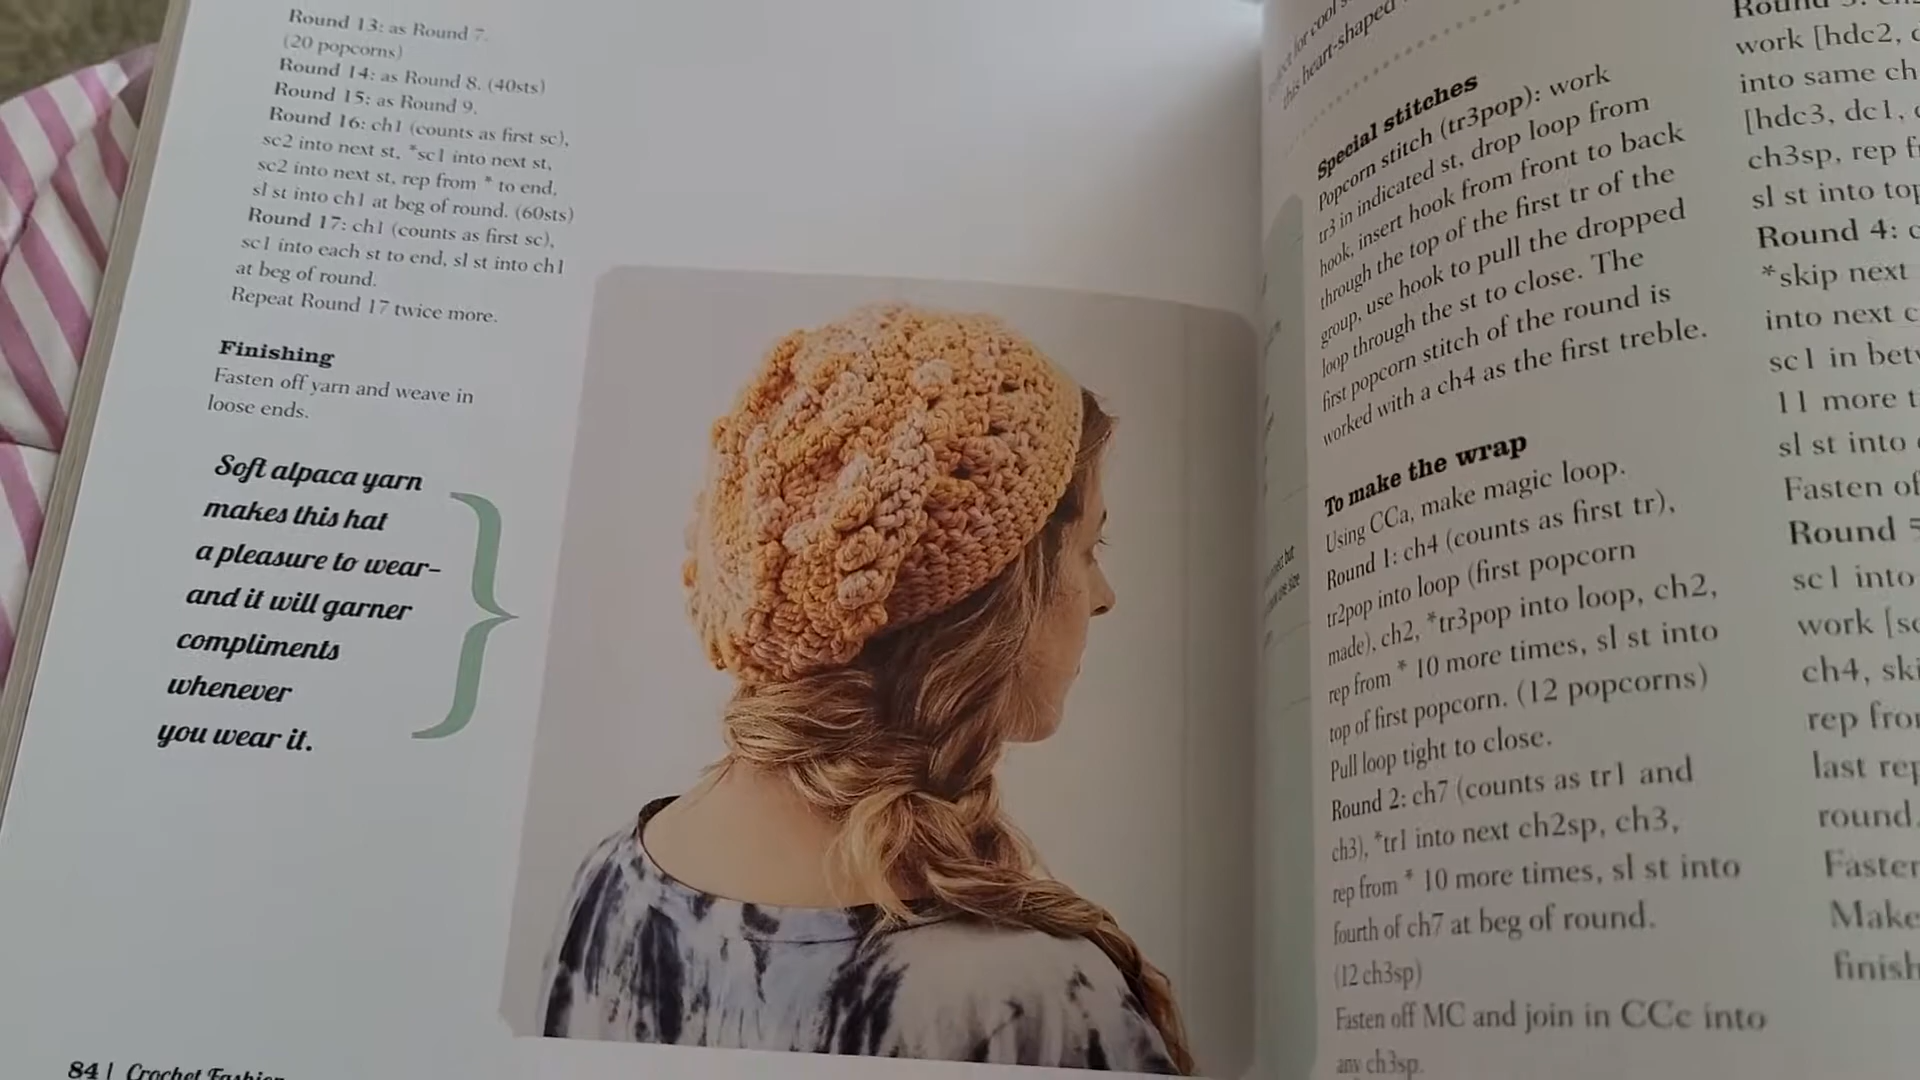 Round 13: as Round 7.
(20 popcorns)
Round 14: as Round 8. (40sts)
Round 15: as Round 9.
Round 16: ch1 (counts as first sc),
sc2 into next st, *sc1 into next st,
sc2 into next st, rep from * to end,
sl st into ch1 at beg of round. (60sts)
Round 17: ch1 (counts as first sc),
sc1 into each st to end, sl st into ch1
at beg of round.
Repeat Round 17 twice more.
Finishing
Fasten off yarn and weave in
loose ends.
Soft alpaca yarn
makes this hat
a pleasure to wear–
and it will garner
compliments
whenever
you wear it.
84 | Crochet Fashion
for cool
this heart-shaped
Special stitches
Popcorn stitch (tr3pop): work
tr3 in indicated st, drop loop from
hook, insert hook from front to back
through the top of the first tr of the
group, use hook to pull the dropped
loop through the st to close. The
first popcorn stitch of the round is
worked with a ch4 as the first treble.
To make the wrap
Using CCa, make magic loop.
Round 1: ch4 (counts as first tr),
tr2pop into loop (first popcorn
made), ch2, *tr3pop into loop, ch2,
rep from * 10 more times, sl st into
top of first popcorn. (12 popcorns)
Pull loop tight to close.
Round 2: ch7 (counts as tr1 and
ch3), *tr1 into next ch2sp, ch3,
rep from * 10 more times, sl st into
fourth of ch7 at beg of round.
(12 ch3sp)
Fasten off MC and join in CCc into
any ch3sp.
work [hdc2,
into same ch
[hdc3, dc1,
ch3sp, rep
sl st into top
Round 4:
*skip next
into next
sc1 in
11 more
sl st into
Fasten
Round
sc1 into
work
ch4,
rep
last rep
round.
Make